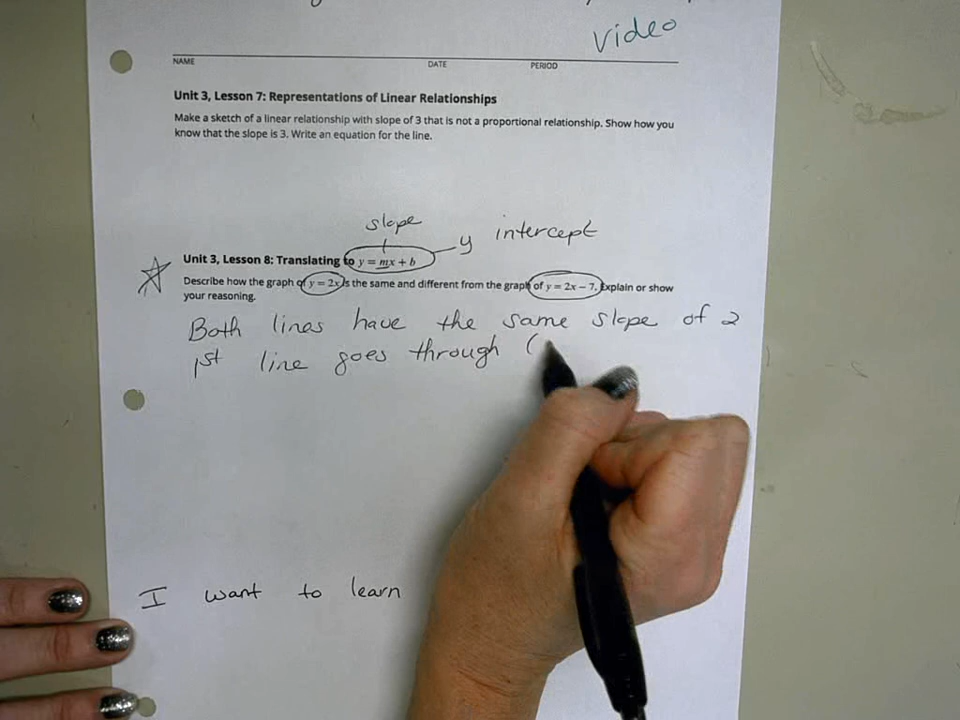 video
NAME DATE PERIOD
Unit 3, Lesson 7: Representations of Linear Relationships
Make a sketch of a linear relationship with slope of 3 that is not a proportional relationship. Show how you
know that the slope is 3. Write an equation for the line.
slope
y intercept
Unit 3, Lesson 8: Translating to y = mx + b
Describe how the graph of y = 2x is the same and different from the graph of y = 2x − 7. Explain or show
your reasoning.
Both lines have the same slope of 2
1st line goes through (
I want to learn